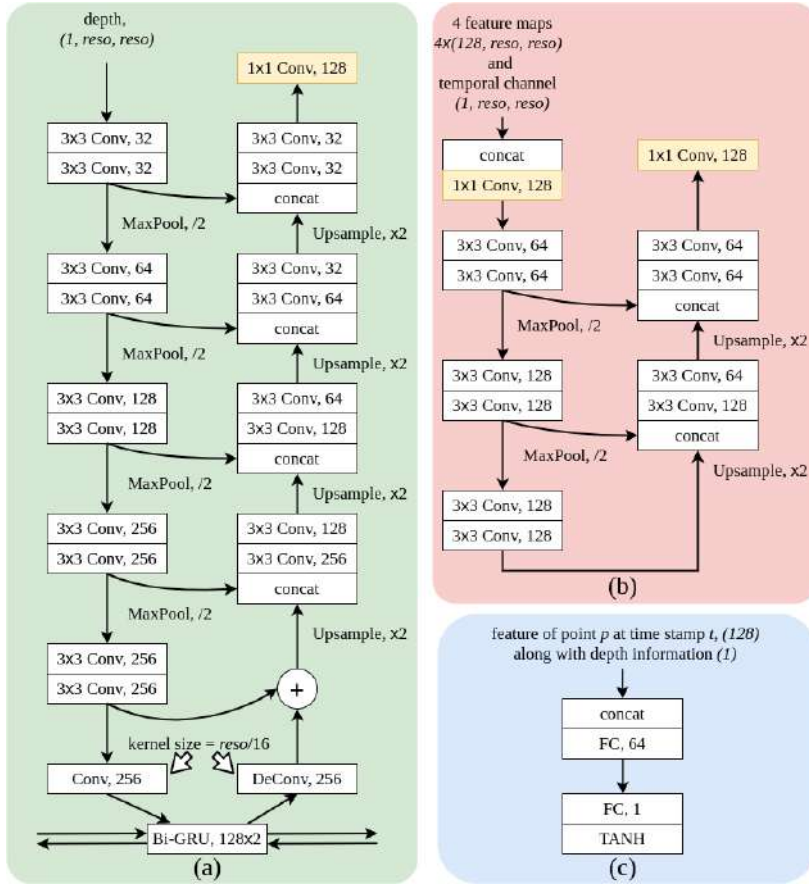 depth,
(1, reso, reso)
1x1 Conv, 128
3x3 Conv, 32
3x3 Conv, 32
3x3 Conv, 32
3x3 Conv, 32
concat
MaxPool, /2
Upsample, x2
3x3 Conv, 64
3x3 Conv, 64
3x3 Conv, 32
3x3 Conv, 64
concat
MaxPool, /2
Upsample, x2
3x3 Conv, 128
3x3 Conv, 128
3x3 Conv, 64
3x3 Conv, 128
concat
MaxPool, /2
Upsample, x2
3x3 Conv, 256
3x3 Conv, 256
3x3 Conv, 128
3x3 Conv, 256
concat
MaxPool, /2
Upsample, x2
3x3 Conv, 256
3x3 Conv, 256
+
kernel size = reso/16
Conv, 256
DeConv, 256
Bi-GRU, 128x2
(a)
4 feature maps
4x(128, reso, reso)
and
temporal channel
(1, reso, reso)
concat
1x1 Conv, 128
1x1 Conv, 128
3x3 Conv, 64
3x3 Conv, 64
3x3 Conv, 64
3x3 Conv, 64
concat
MaxPool, /2
Upsample, x2
3x3 Conv, 128
3x3 Conv, 128
3x3 Conv, 64
3x3 Conv, 128
concat
MaxPool, /2
Upsample, x2
3x3 Conv, 128
3x3 Conv, 128
(b)
feature of point p at time stamp t, (128)
along with depth information (1)
concat
FC, 64
FC, 1
TANH
(c)